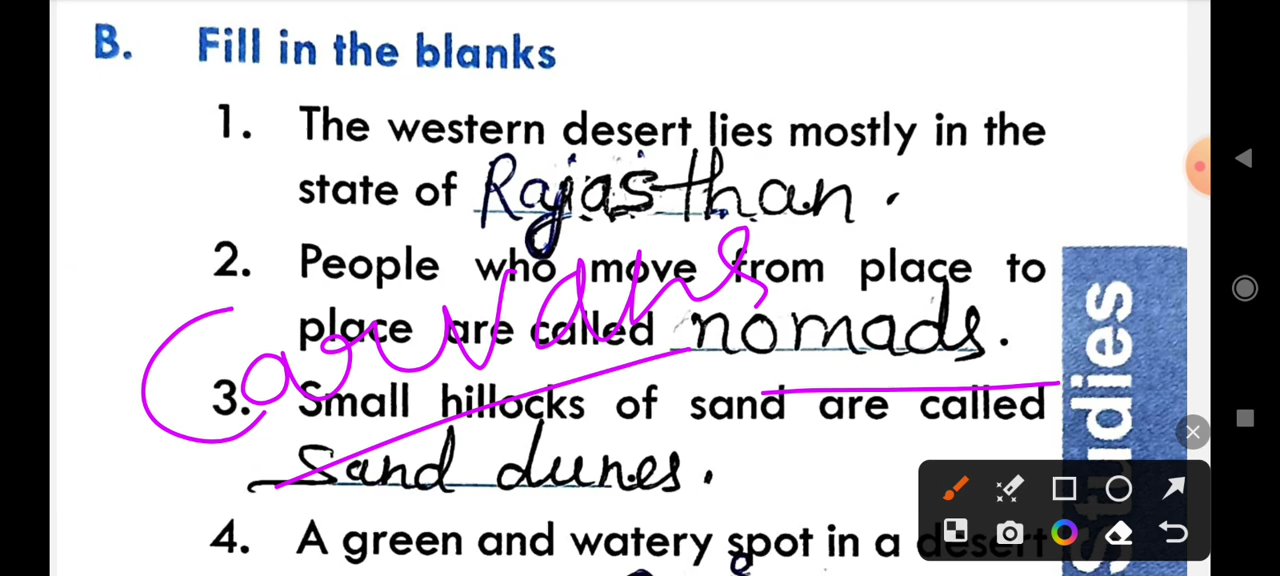 B. Fill in the blanks
1. The western desert lies mostly in the
state of Rajasthan.
2. People who move from place to
place are called nomads.
Caravans
3. Small hillocks of sand are called
Sand dunes.
4. A green and watery spot in a desert
Studies